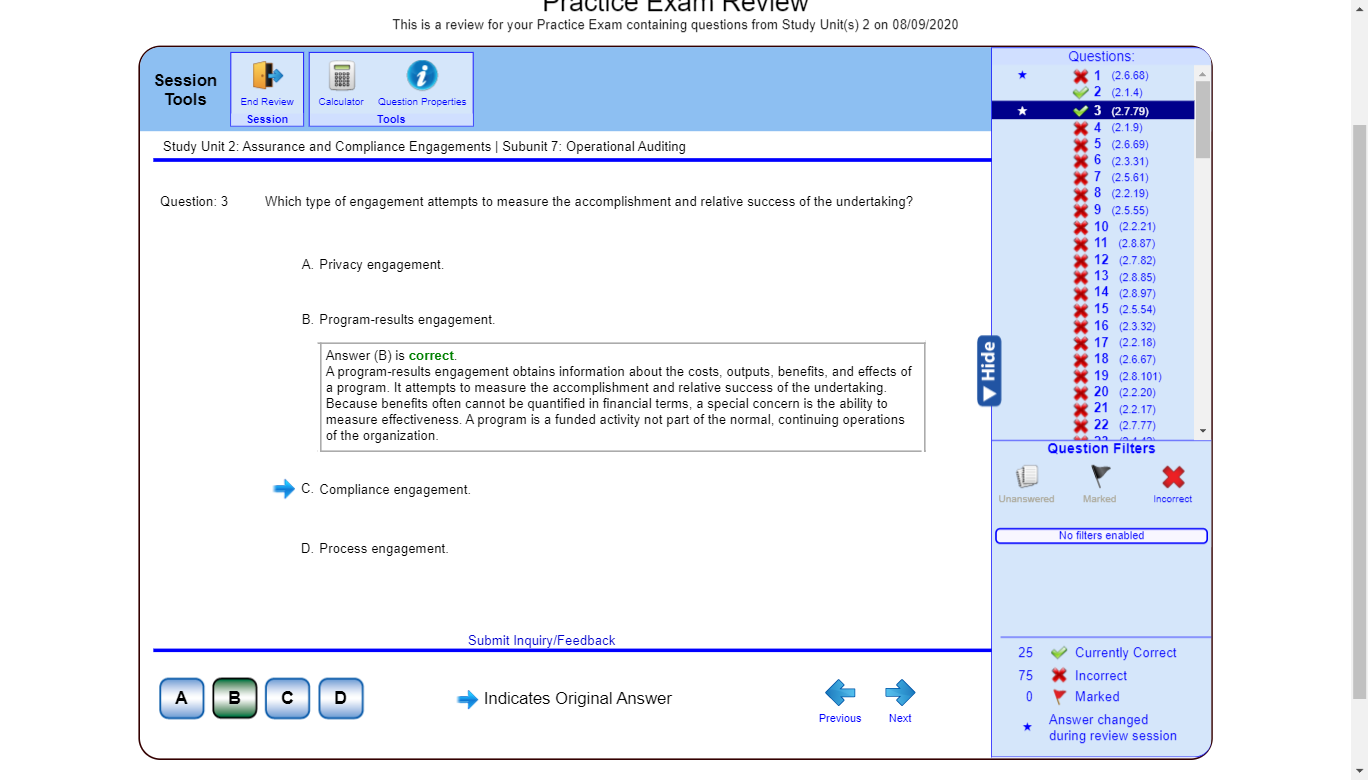 Practice Exam Review
This is a review for your Practice Exam containing questions from Study Unit(s) 2 on 08/09/2020
Session
Tools
End Review
Session
Calculator
Question Properties
Tools
Study Unit 2: Assurance and Compliance Engagements | Subunit 7: Operational Auditing
Question: 3
Which type of engagement attempts to measure the accomplishment and relative success of the undertaking?
A. Privacy engagement.
B. Program-results engagement.
Answer (B) is correct.
A program-results engagement obtains information about the costs, outputs, benefits, and effects of
a program. It attempts to measure the accomplishment and relative success of the undertaking.
Because benefits often cannot be quantified in financial terms, a special concern is the ability to
measure effectiveness. A program is a funded activity not part of the normal, continuing operations
of the organization.
C. Compliance engagement.
D. Process engagement.
Submit Inquiry/Feedback
A
B
C
D
Indicates Original Answer
Previous
Next
Hide
Questions:
1 (2.6.68)
2 (2.1.4)
3 (2.7.79)
4 (2.1.9)
5 (2.6.69)
6 (2.3.31)
7 (2.5.61)
8 (2.2.19)
9 (2.5.55)
10 (2.2.21)
11 (2.8.87)
12 (2.7.82)
13 (2.8.85)
14 (2.8.97)
15 (2.5.54)
16 (2.3.32)
17 (2.2.18)
18 (2.6.67)
19 (2.8.101)
20 (2.2.20)
21 (2.2.17)
22 (2.7.77)
Question Filters
Unanswered
Marked
Incorrect
No filters enabled
25 Currently Correct
75 Incorrect
0 Marked
Answer changed
during review session